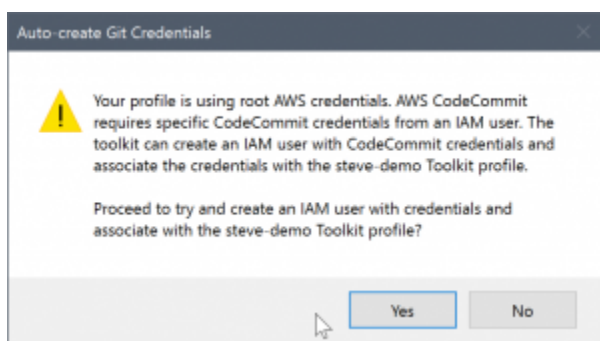 Auto-create Git Credentials
Your profile is using root AWS credentials. AWS CodeCommit
requires specific CodeCommit credentials from an IAM user. The
toolkit can create an IAM user with CodeCommit credentials and
associate the credentials with the steve-demo Toolkit profile.
Proceed to try and create an IAM user with credentials and
associate with the steve-demo Toolkit profile?
Yes
No